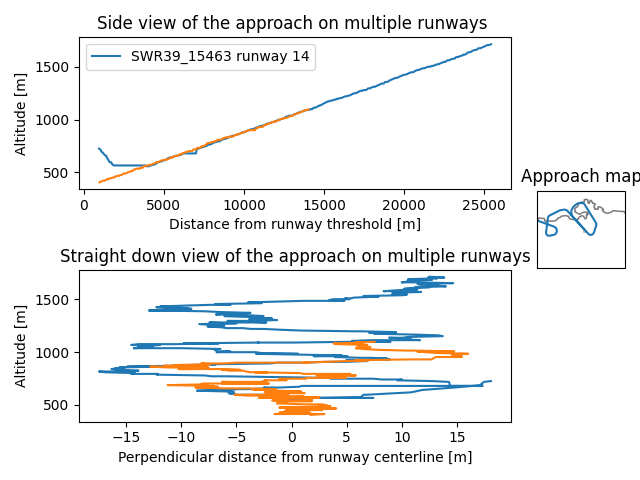 Side view of the approach on multiple runways
SWR39_15463 runway 14
Altitude [m]
1500
1000
500
0
5000
10000
15000
20000
25000
Distance from runway threshold [m]
Approach map
Straight down view of the approach on multiple runways
Altitude [m]
1500
1000
500
−15
−10
−5
0
5
10
15
Perpendicular distance from runway centerline [m]